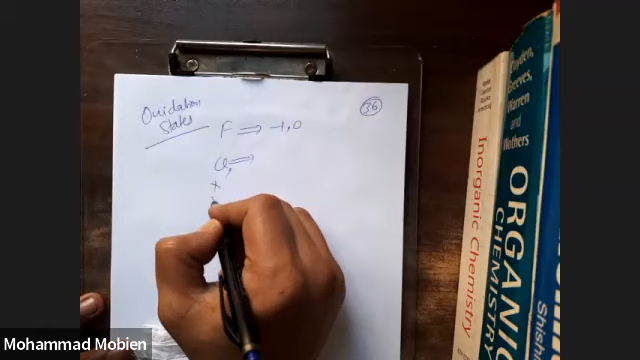 Oxidation
States
36
F ⇒ -1, 0
Cl, ⇒
Inorganic Chemistry
Clayden,
Greeves,
Warren
and
Wothers
ORGANIC
CHEMISTRY
Mohammad Mobien